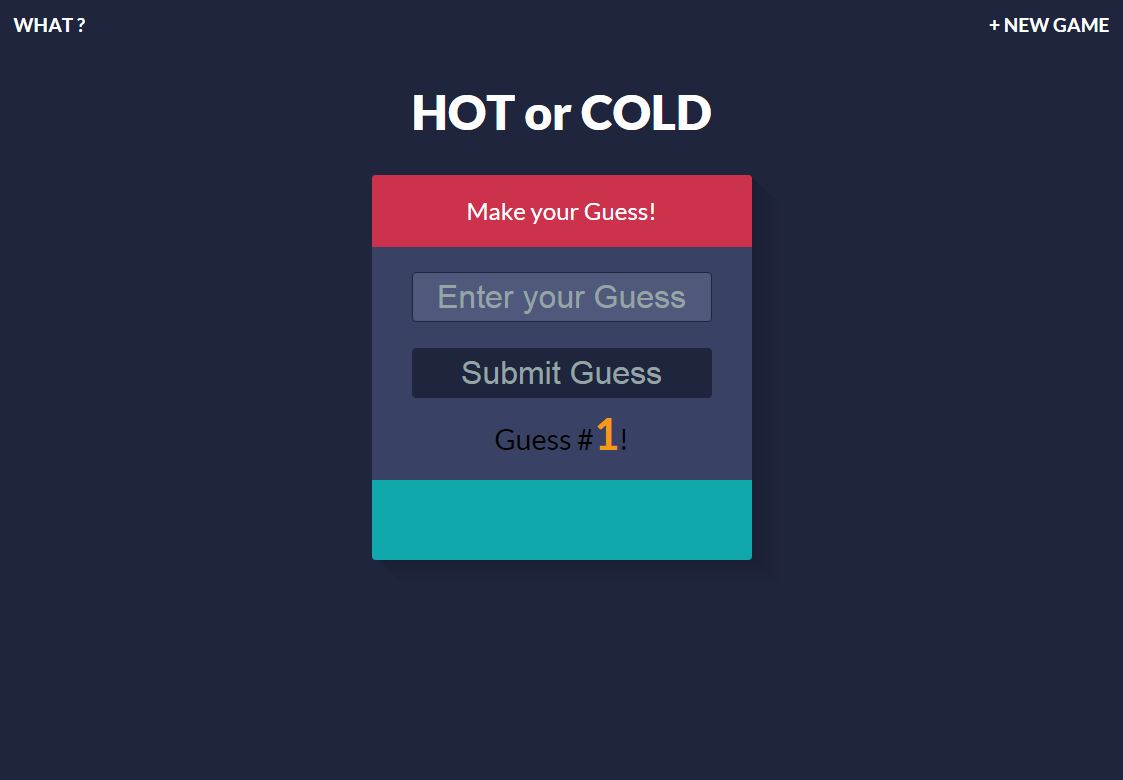 WHAT ?
+ NEW GAME
HOT or COLD
Make your Guess!
Enter your Guess
Submit Guess
Guess #1!